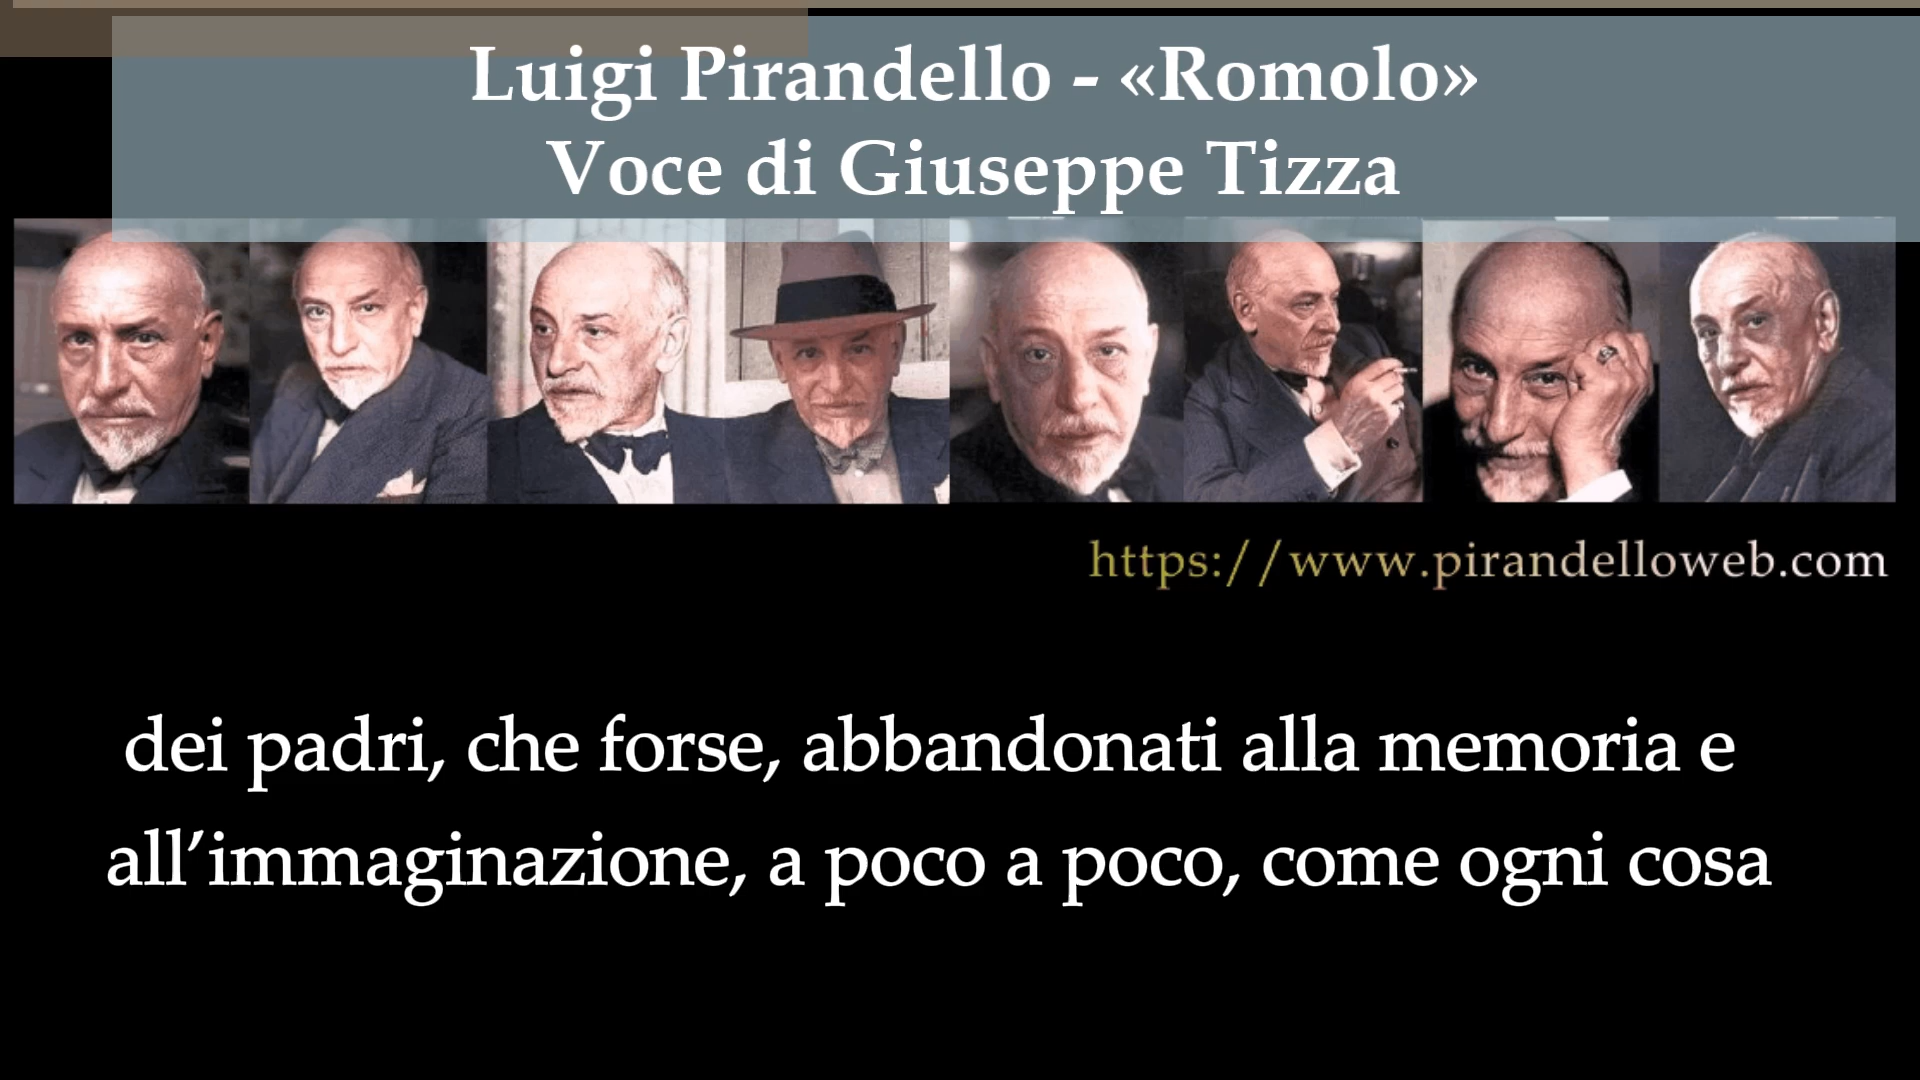 Luigi Pirandello - «Romolo»
Voce di Giuseppe Tizza
https://www.pirandelloweb.com
dei padri, che forse, abbandonati alla memoria e
all’immaginazione, a poco a poco, come ogni cosa